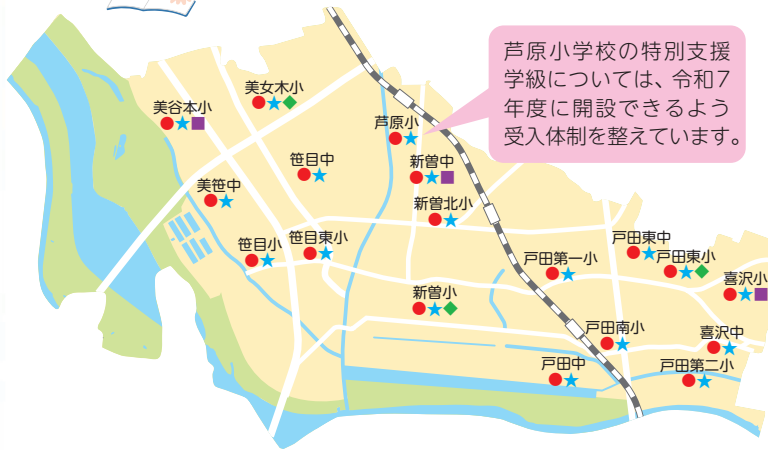 芦原小学校の特別支援
学級については、令和7
年度に開設できるよう
受入体制を整えています。
美女木小
美谷本小
芦原小
笹目中
新曽中
美笹中
新曽北小
笹目小
笹目東小
戸田第一小
戸田東中
戸田東小
喜沢小
新曽小
戸田南小
喜沢中
戸田中
戸田第二小